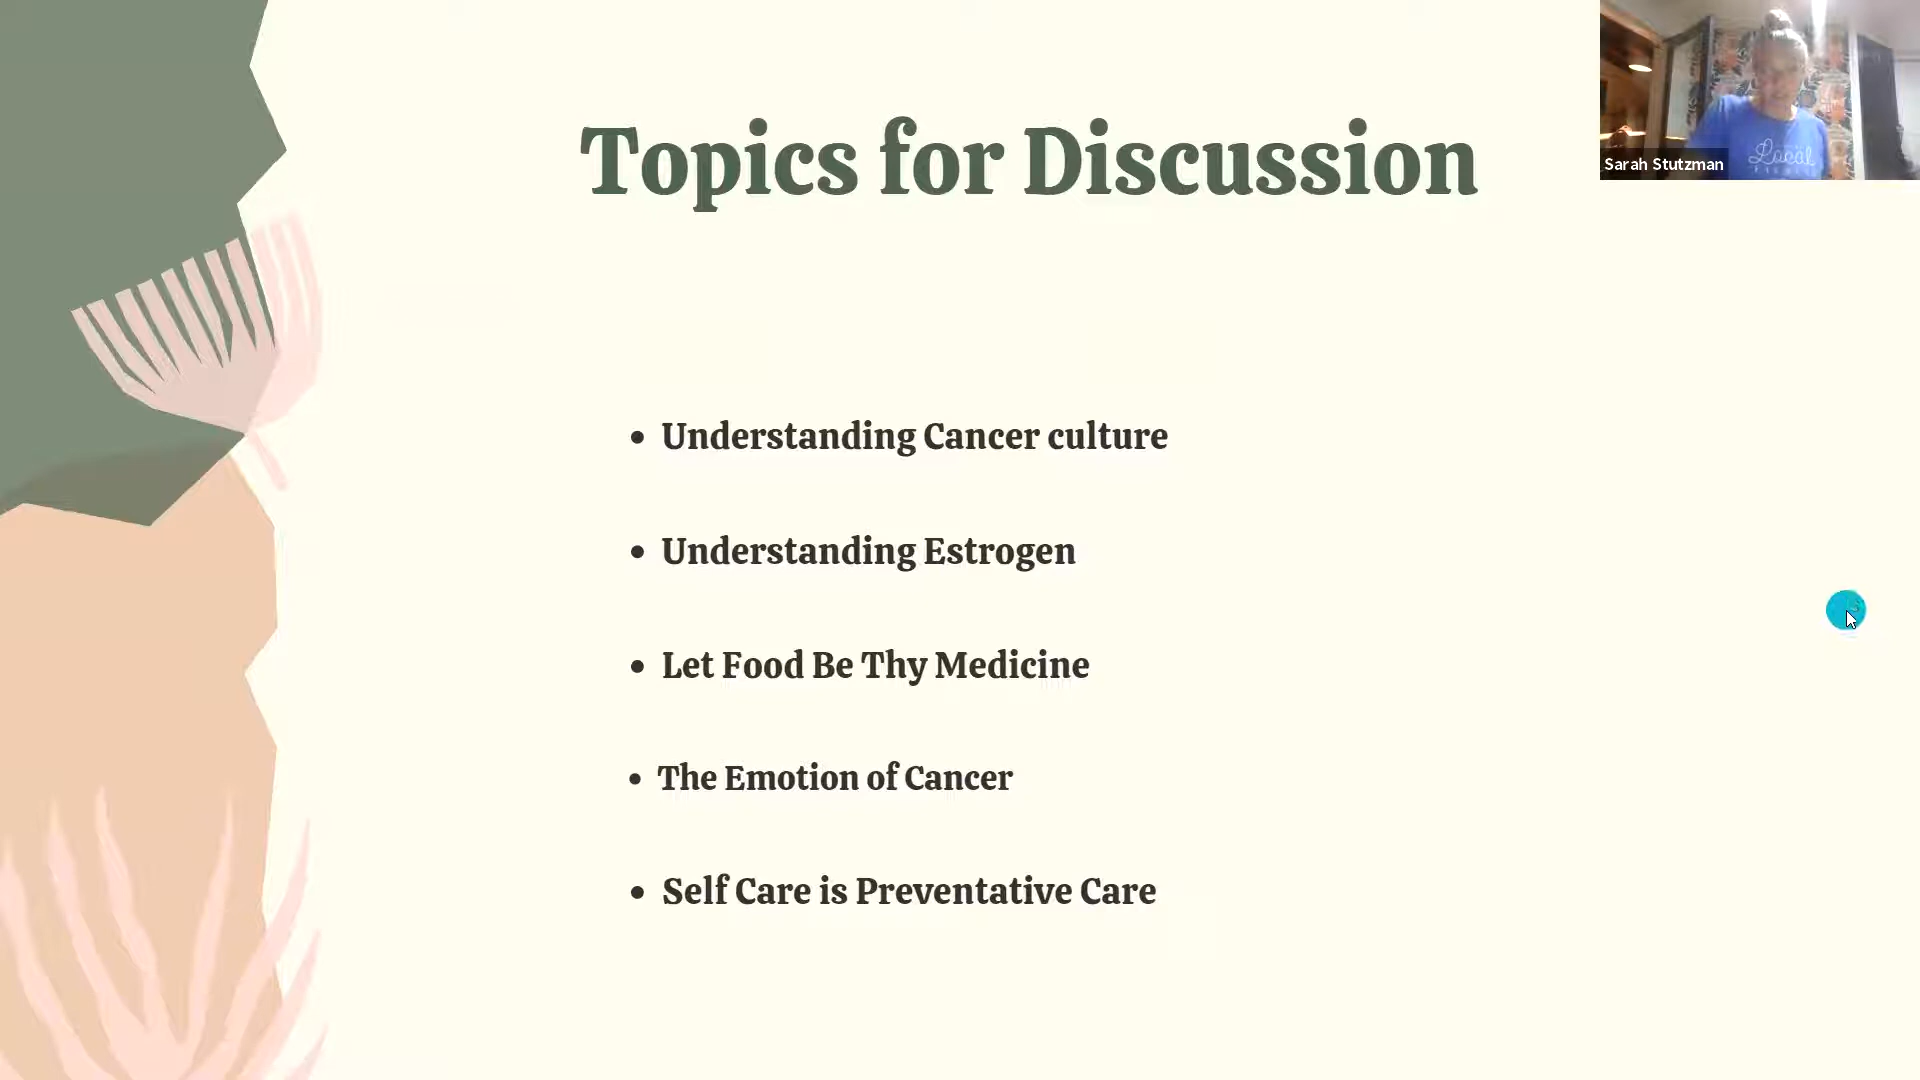 Topics for Discussion
Sarah Stutzman
Local
• Understanding Cancer culture
• Understanding Estrogen
• Let Food Be Thy Medicine
• The Emotion of Cancer
• Self Care is Preventative Care